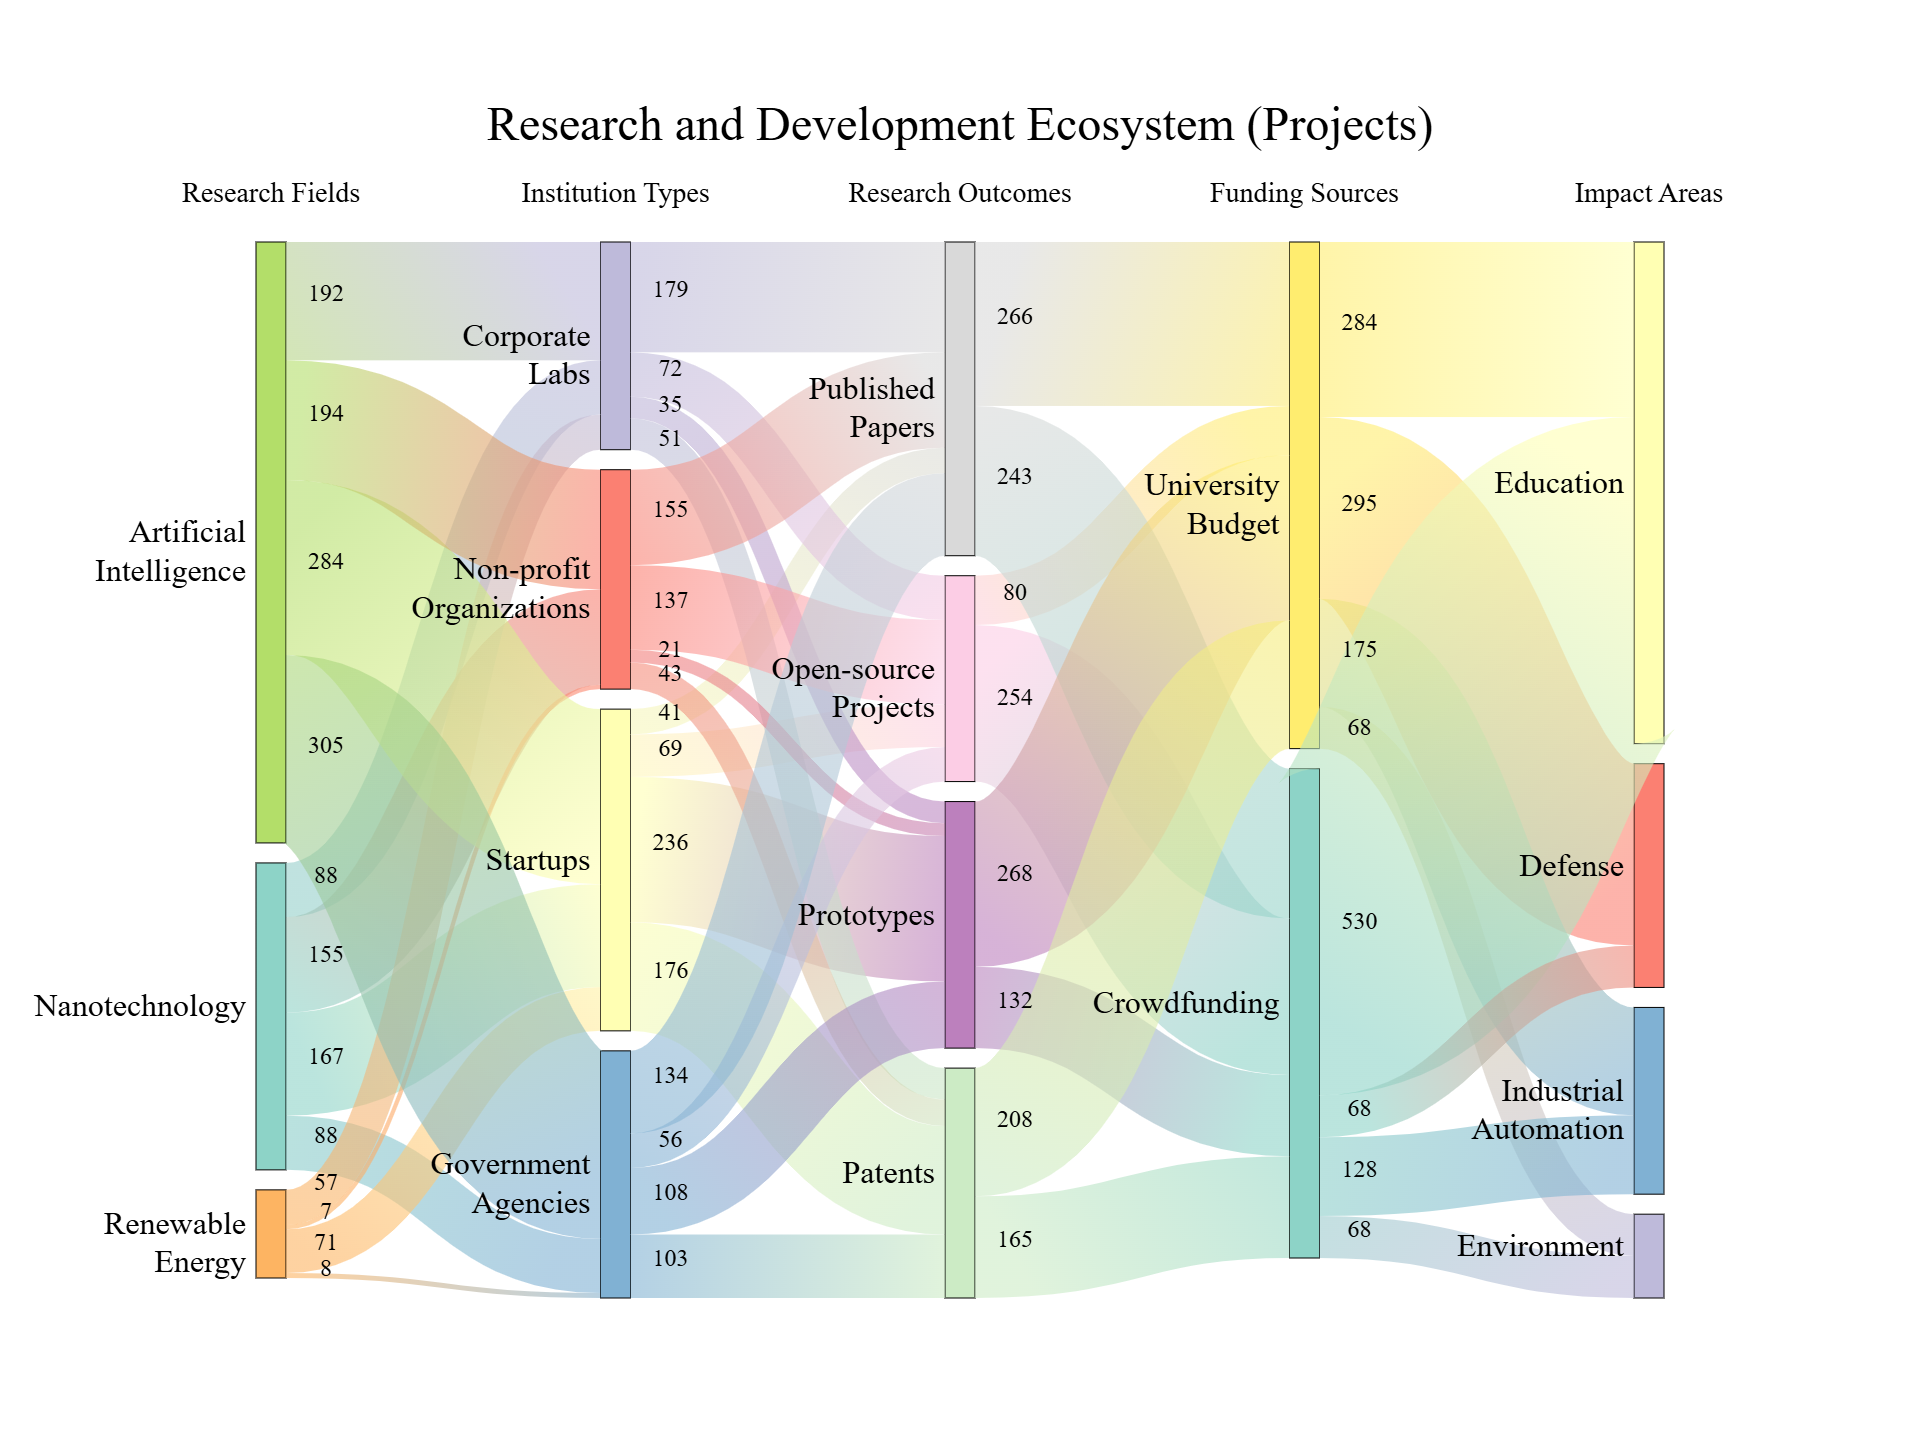 Research and Development Ecosystem (Projects)
Research Fields
Institution Types
Research Outcomes
Funding Sources
Impact Areas
Artificial
Intelligence
192
194
284
305
Nanotechnology
88
155
167
88
Renewable
Energy
57
7
71
8
Corporate
Labs
179
72
35
51
Non-profit
Organizations
155
137
21
43
Startups
41
69
236
176
Government
Agencies
134
56
108
103
Published
Papers
266
243
Open-source
Projects
80
254
Prototypes
268
132
Patents
208
165
University
Budget
284
295
175
68
Crowdfunding
530
68
128
68
Education
Defense
Industrial
Automation
Environment